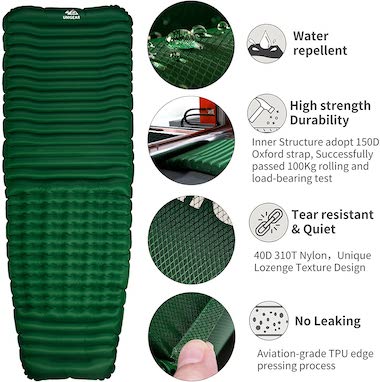 UNIGEAR
Water
repellent
High strength
Durability
Inner Structure adopt 150D
Oxford strap, Successfully
passed 100Kg rolling and
load-bearing test
Tear resistant
& Quiet
40D 310T Nylon，Unique
Lozenge Texture Design
No Leaking
Aviation-grade TPU edge
pressing process